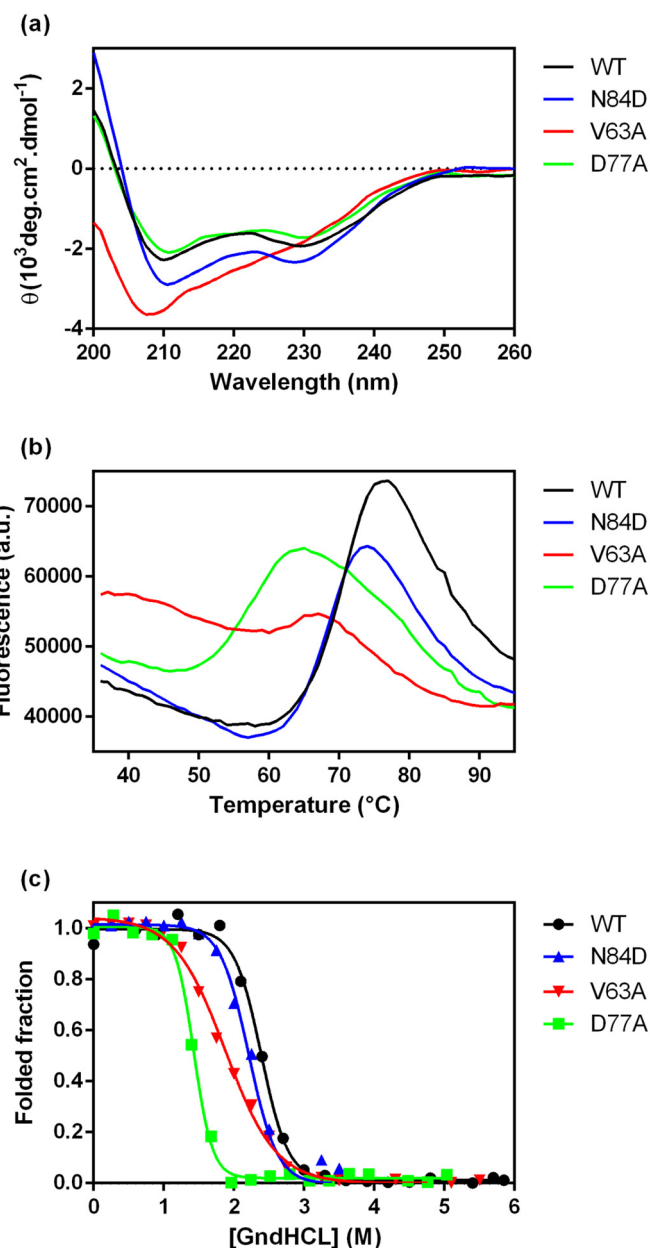 (a)
θ(10³deg.cm².dmol⁻¹)
2
0
-2
-4
200 210 220 230 240 250 260
Wavelength (nm)
WT
N84D
V63A
D77A
(b)
Fluorescence (a.u.)
70000
60000
50000
40000
40 50 60 70 80 90
Temperature (°C)
WT
N84D
V63A
D77A
(c)
Folded fraction
1.0
0.8
0.6
0.4
0.2
0.0
0 1 2 3 4 5 6
[GndHCL] (M)
WT
N84D
V63A
D77A